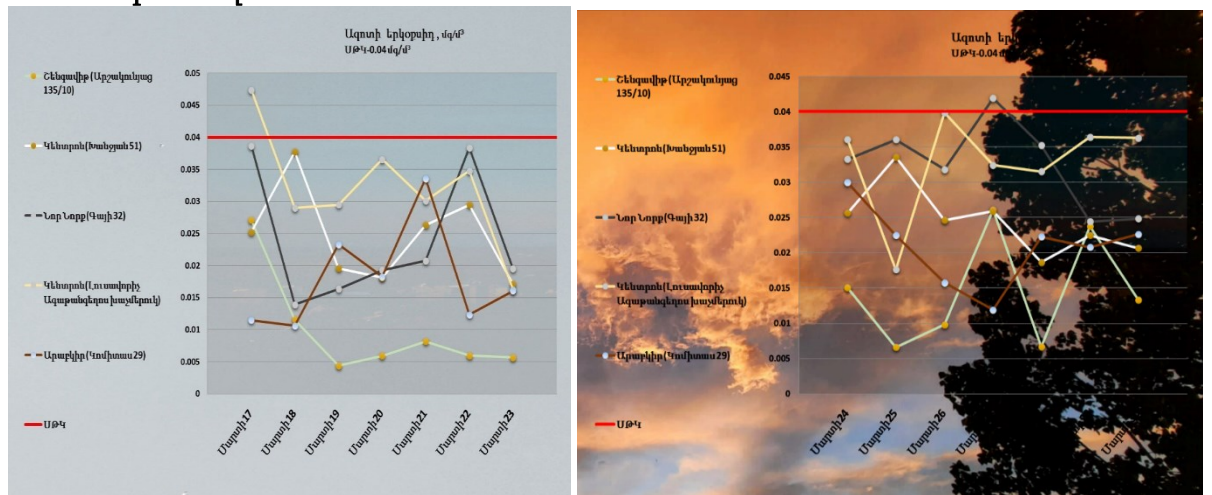 Ազոտի երկօքսիդ, մգ/մ³
ՍԹԿ-0.04 մգ/մ³
Շենգավիթ (Արշակունյաց
135/10)
Կենտրոն (Խանջյան 51)
Նոր Նորք (Գայի 32)
Կենտրոն (Լուսավորիչ
Ագաթանգեղոս խաչմերուկ)
Արաբկիր (Կոմիտաս 29)
ՍԹԿ
0.05
0.045
0.04
0.035
0.03
0.025
0.02
0.015
0.01
0.005
0
Մարտի 17
Մարտի 18
Մարտի 19
Մարտի 20
Մարտի 21
Մարտի 22
Մարտի 23
Ազոտի
ՍԹԿ-0.04 մգ/մ³
Շենգավիթ (Արշակունյաց
135/10)
Կենտրոն (Խանջյան 51)
Նոր Նորք (Գայի 32)
Կենտրոն (Լուսավորիչ
Ագաթանգեղոս խաչմերուկ)
Արաբկիր (Կոմիտաս 29)
ՍԹԿ
0.045
0.04
0.035
0.03
0.025
0.02
0.015
0.01
0.005
0
Մարտի 24
Մարտի 25
Մարտի 26